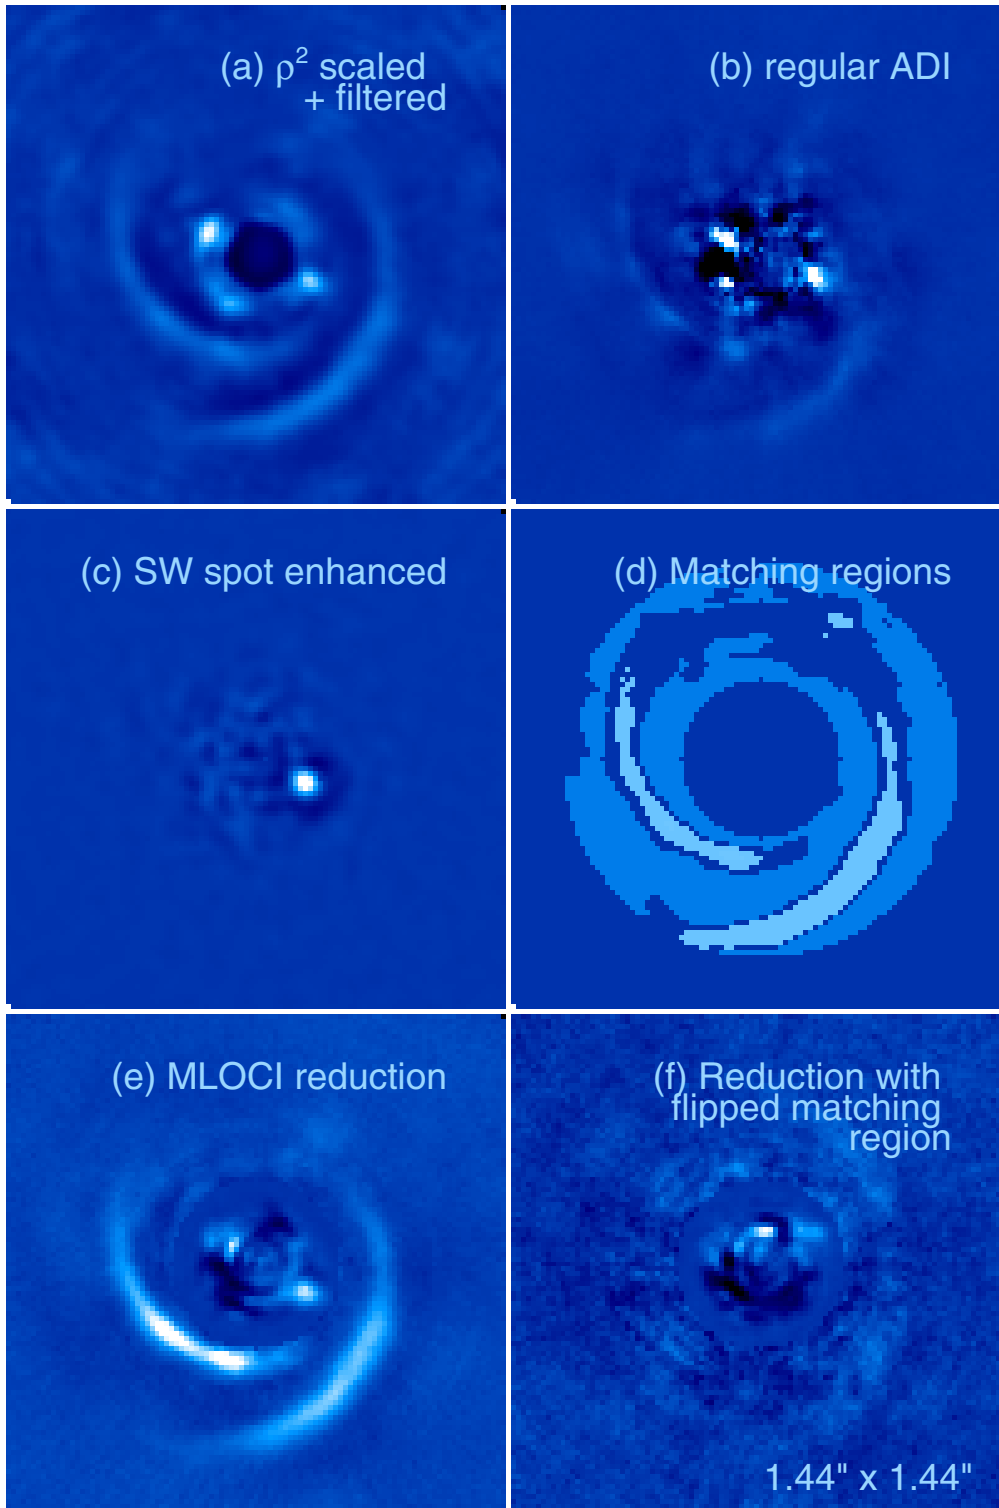 (a) ρ² scaled
+ filtered
(b) regular ADI
(c) SW spot enhanced
(d) Matching regions
(e) MLOCI reduction
(f) Reduction with
flipped matching
region
1.44" x 1.44"